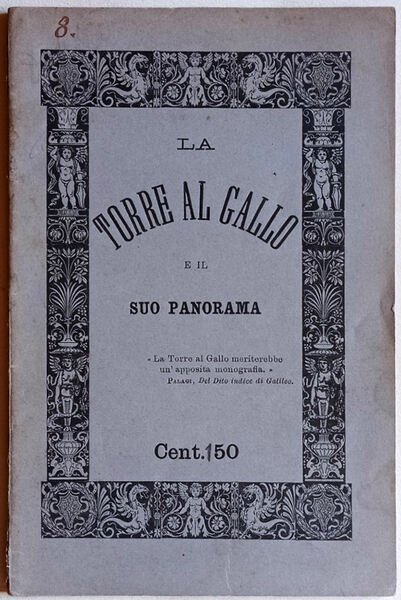 8.
LA
TORRE AL GALLO
E IL
SUO PANORAMA
« La Torre al Gallo meriterebbe
un' apposita monografia. »
PALAGI, Del Dito indice di Galileo.
Cent. 150